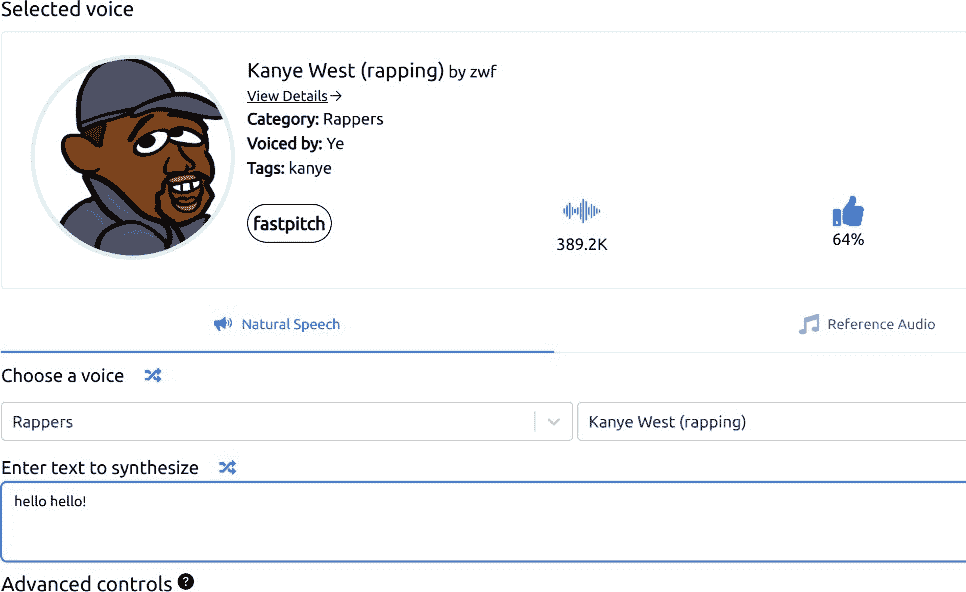 Selected voice
Kanye West (rapping) by zwf
View Details→
Category: Rappers
Voiced by: Ye
Tags: kanye
fastpitch
389.2K
64%
Natural Speech
Reference Audio
Choose a voice
Rappers
Kanye West (rapping)
Enter text to synthesize
hello hello!
Advanced controls ?